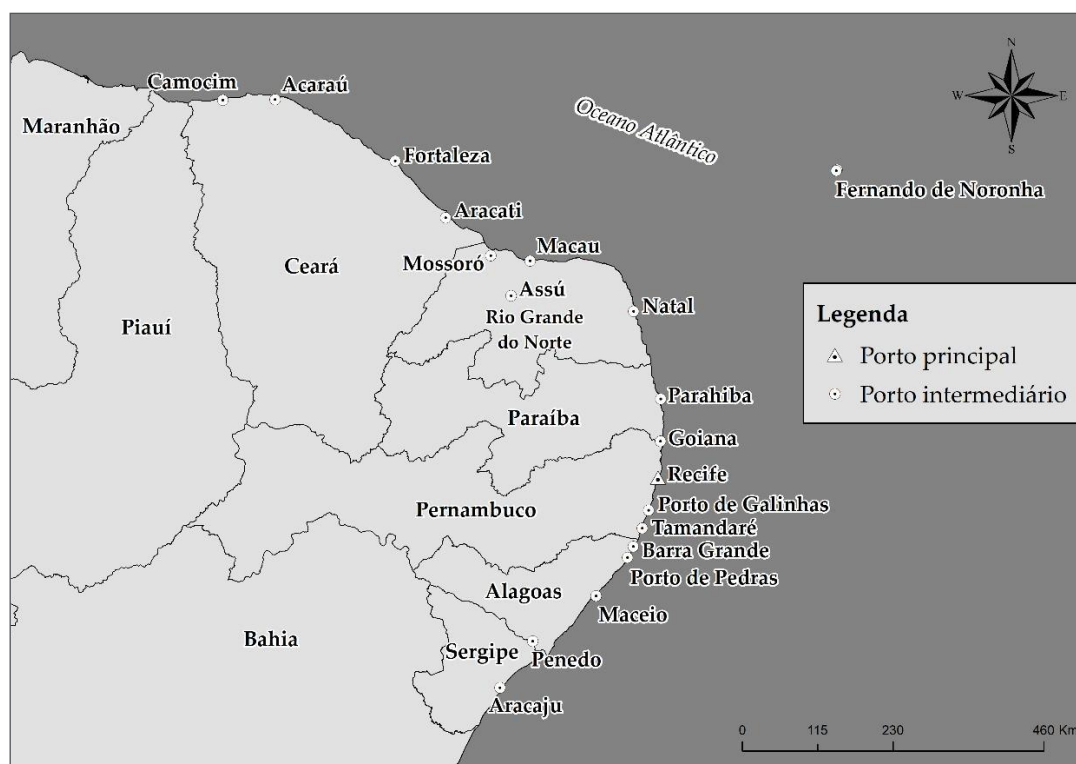 N
W
E
S
Camocim
Acaraú
Maranhão
Oceano Atlântico
Fortaleza
Fernando de Noronha
Aracati
Macau
Mossoró
Ceará
Assú
Natal
Rio Grande
do Norte
Piauí
Legenda
Porto principal
Porto intermediário
Parahiba
Paraíba
Goiana
Recife
Pernambuco
Porto de Galinhas
Tamandaré
Barra Grande
Porto de Pedras
Alagoas
Maceio
Bahia
Sergipe
Penedo
Aracaju
0 115 230 460 Km